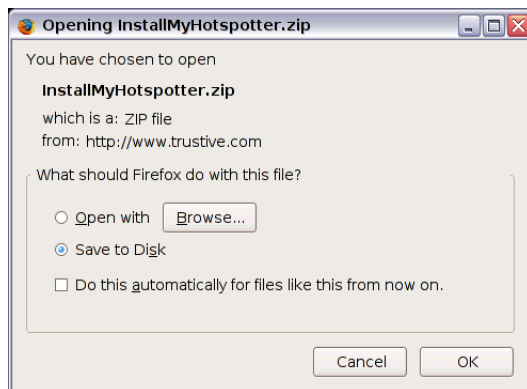 Opening InstallMyHotspotter.zip
You have chosen to open
InstallMyHotspotter.zip
which is a: ZIP file
from: http://www.trustive.com
What should Firefox do with this file?
Open with Browse...
Save to Disk
Do this automatically for files like this from now on.
Cancel OK